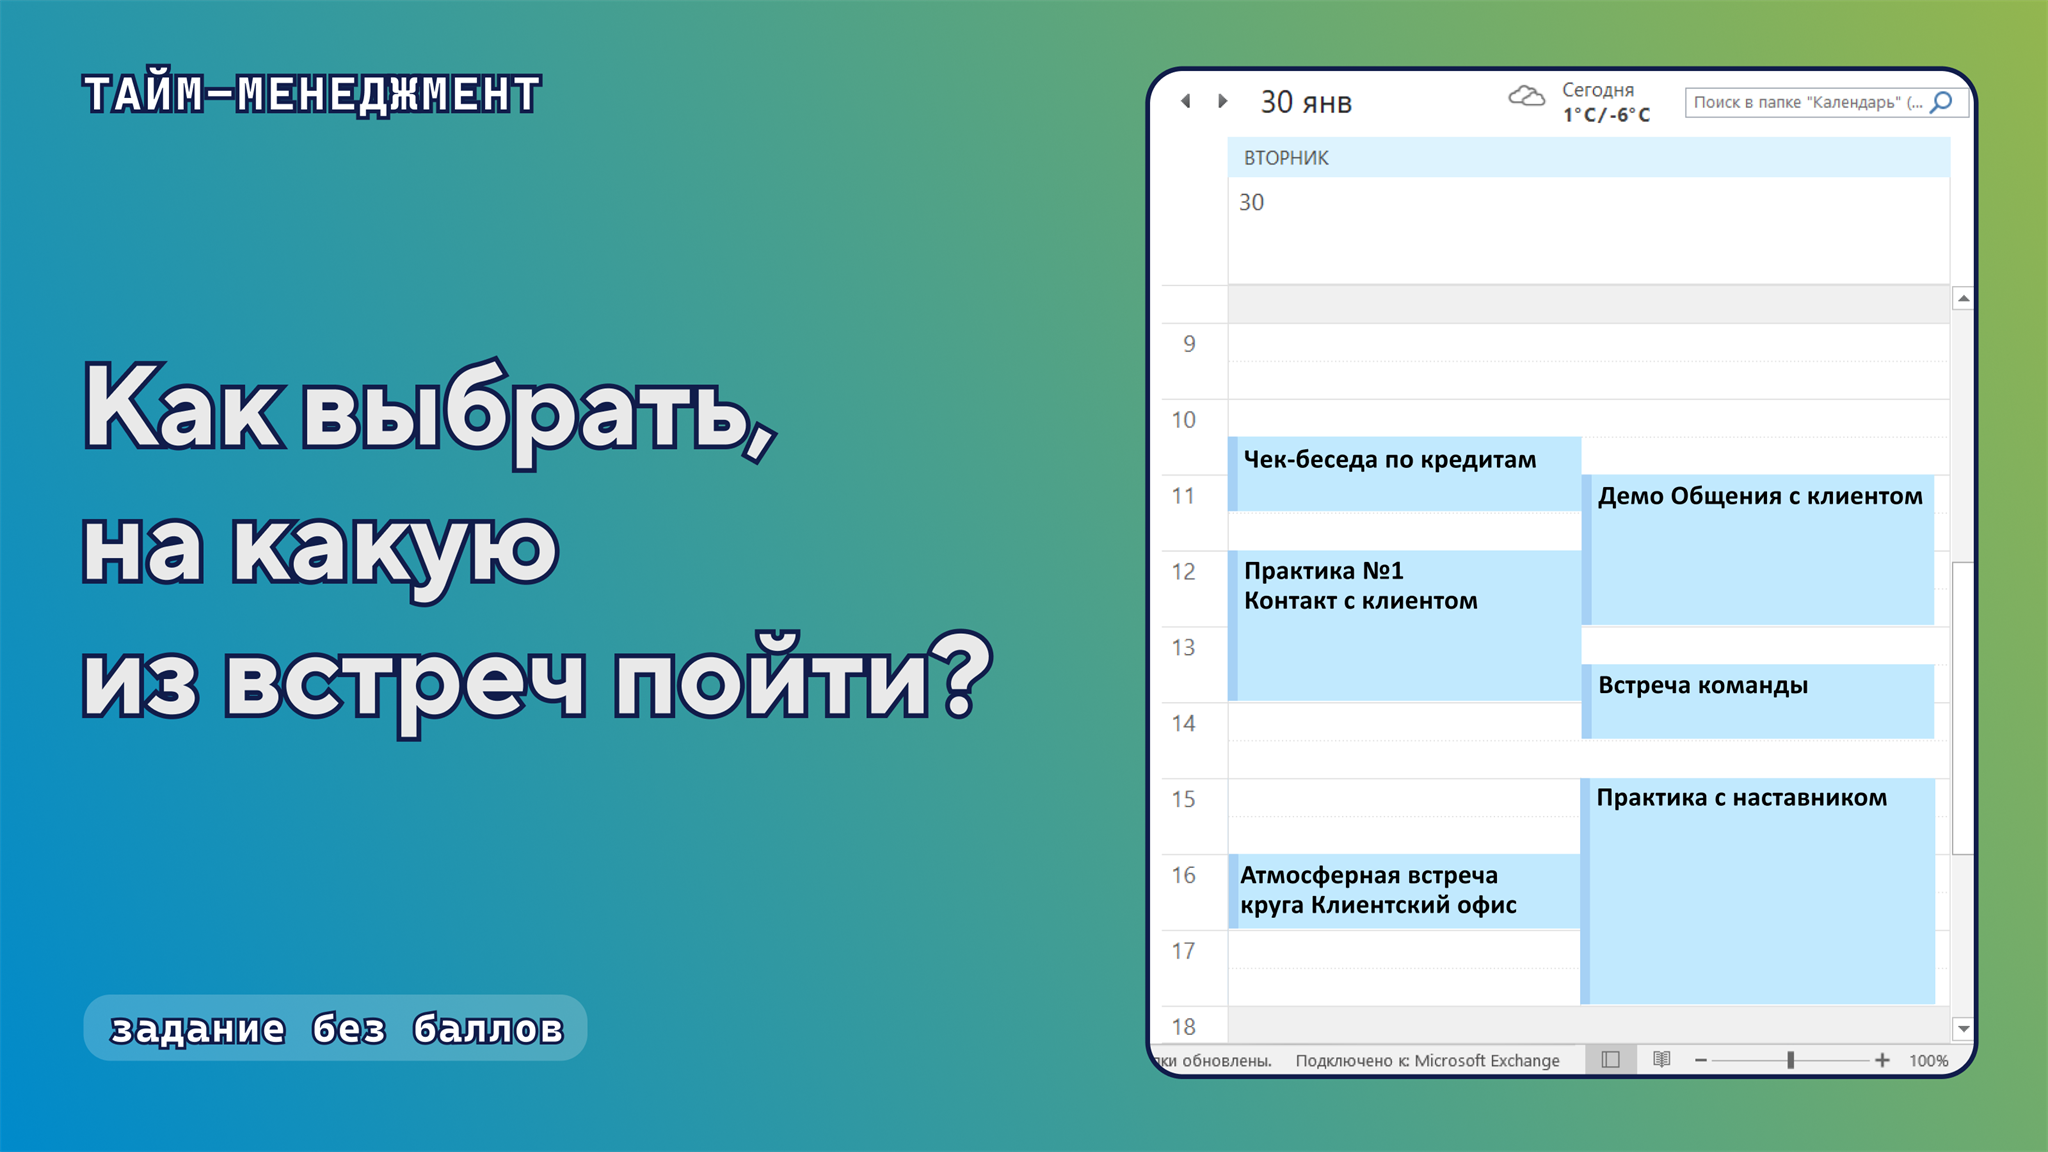 ТАЙМ-МЕНЕДЖМЕНТ
Как выбрать,
на какую
из встреч пойти?
задание без баллов
30 янв
Сегодня
1°C/-6°C
Поиск в папке "Календарь" (...
ВТОРНИК
30
9
10
Чек-беседа по кредитам
11
Демо Общения с клиентом
12
Практика №1
Контакт с клиентом
13
Встреча команды
14
15
Практика с наставником
16
Атмосферная встреча
круга Клиентский офис
17
18
ки обновлены.
Подключено к: Microsoft Exchange
100%